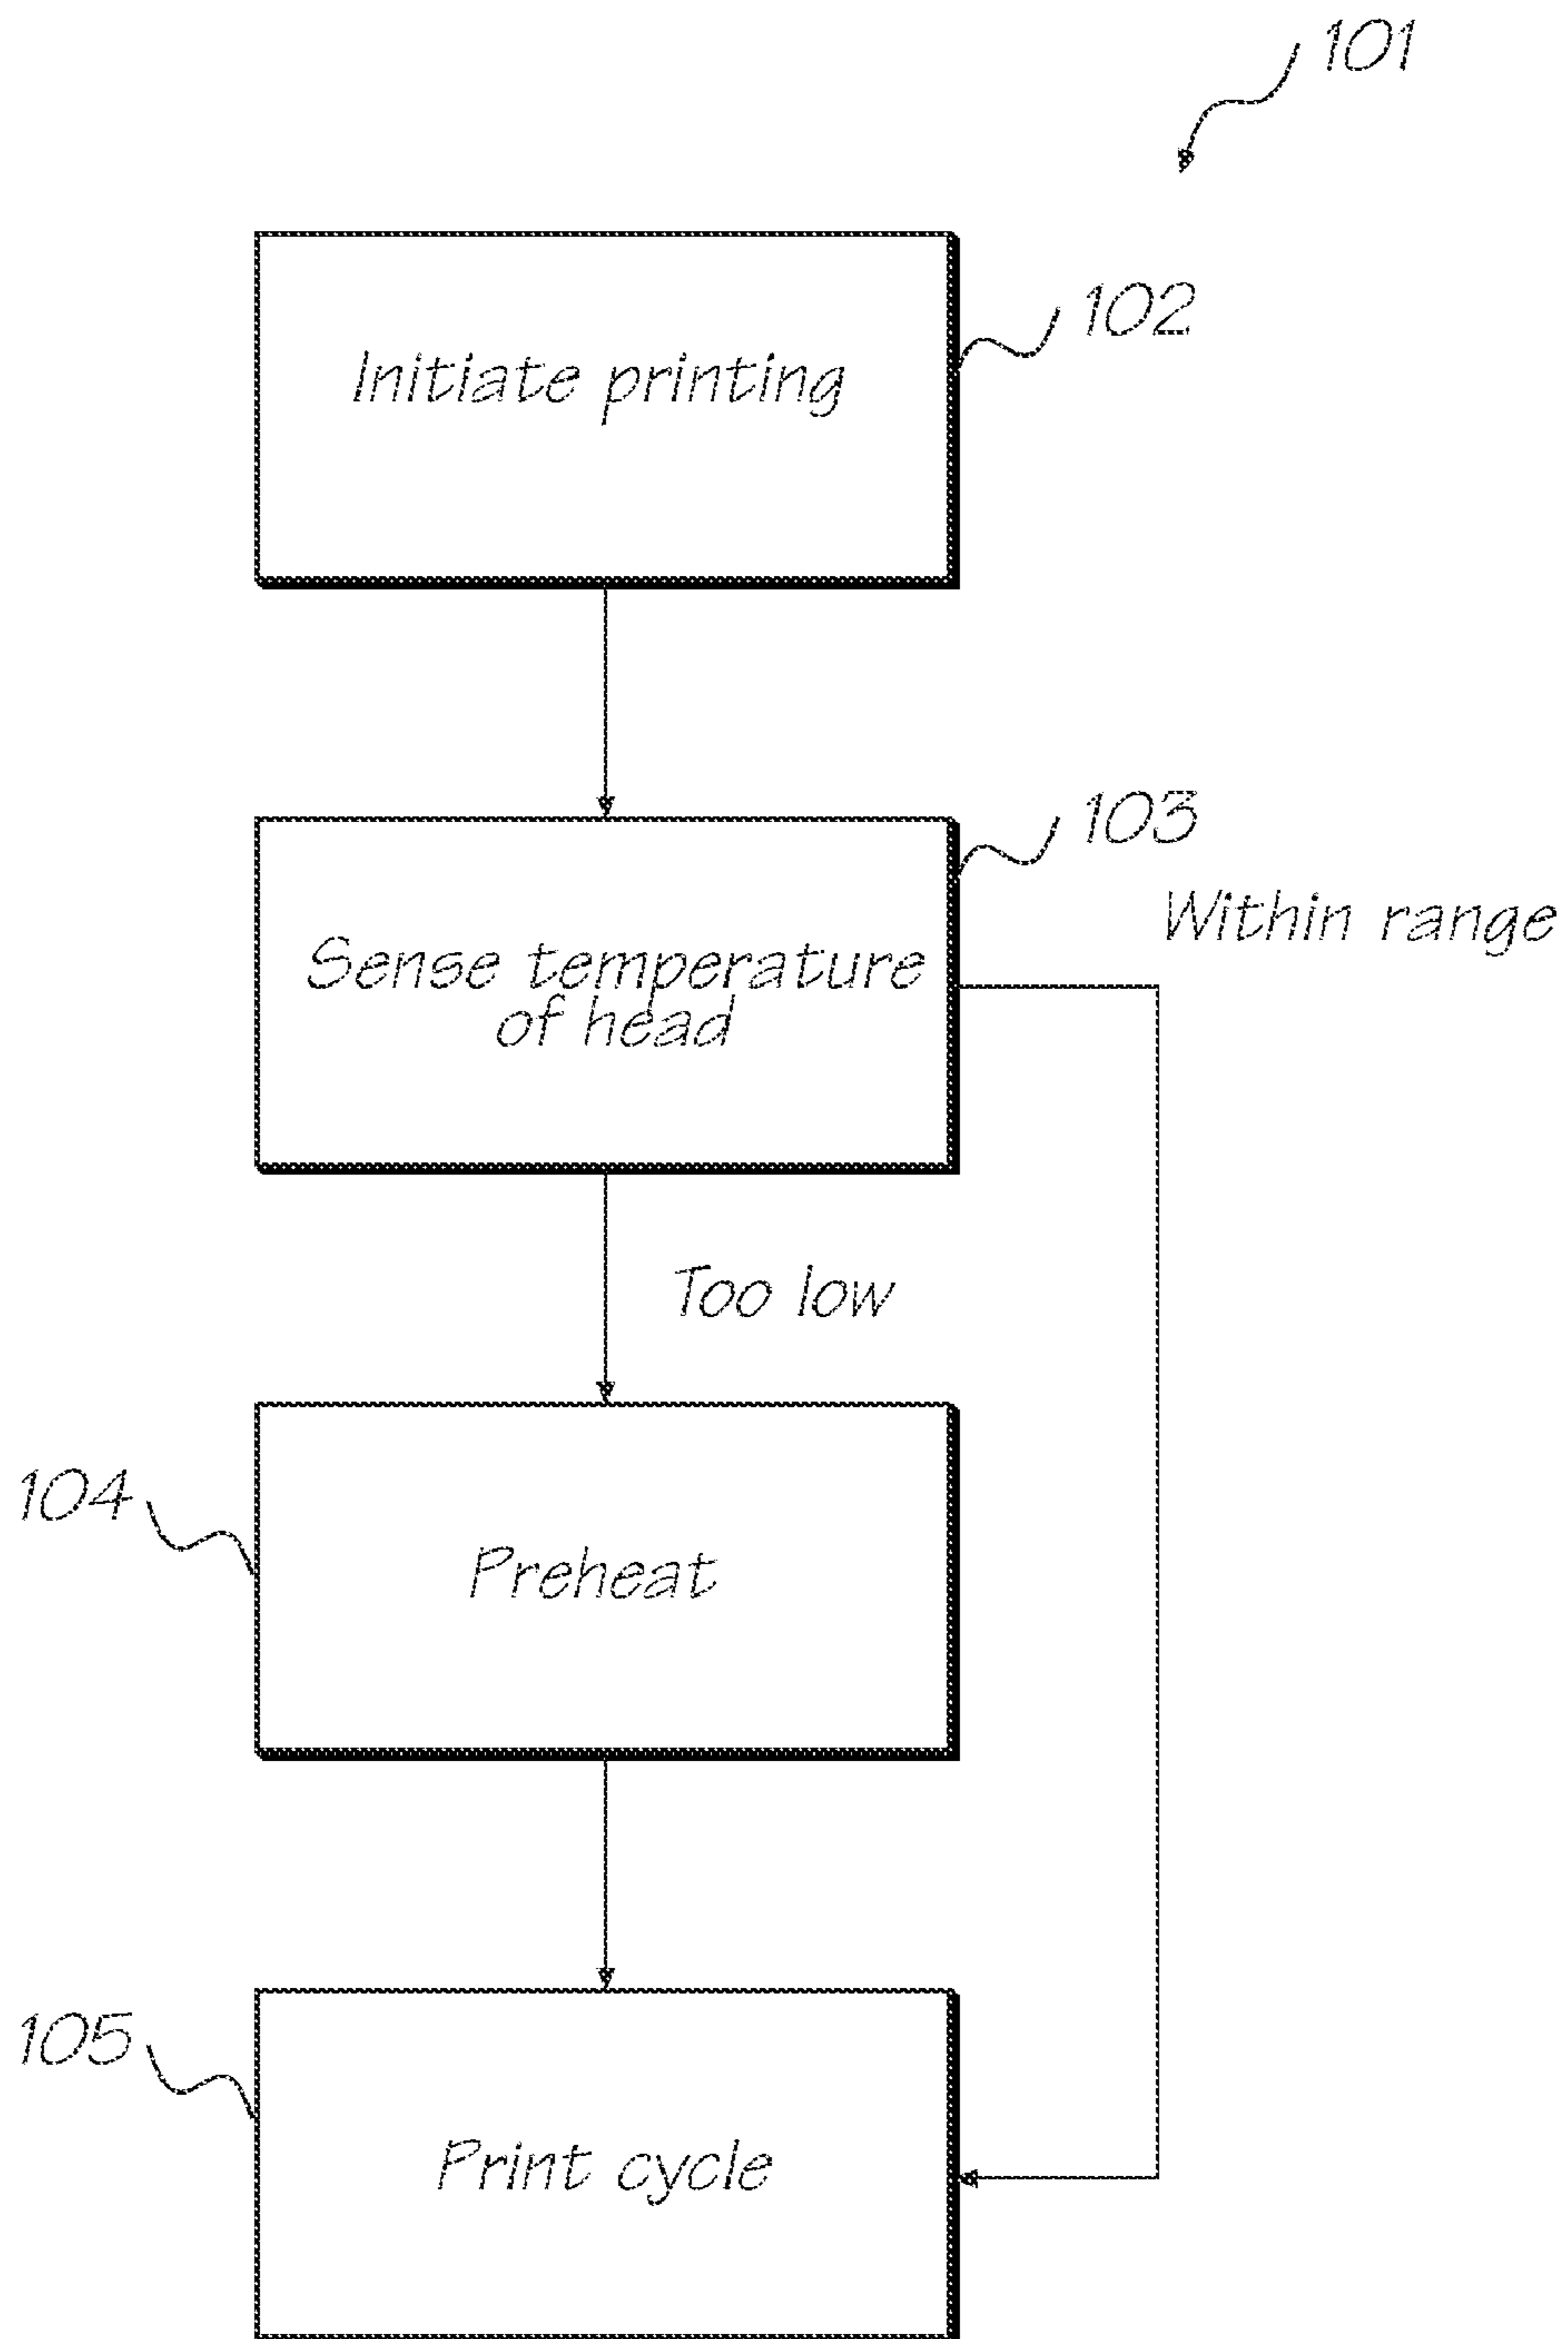 101
Initiate printing
102
103
Within range
Sense temperature
of head
Too low
104
Preheat
105
Print cycle